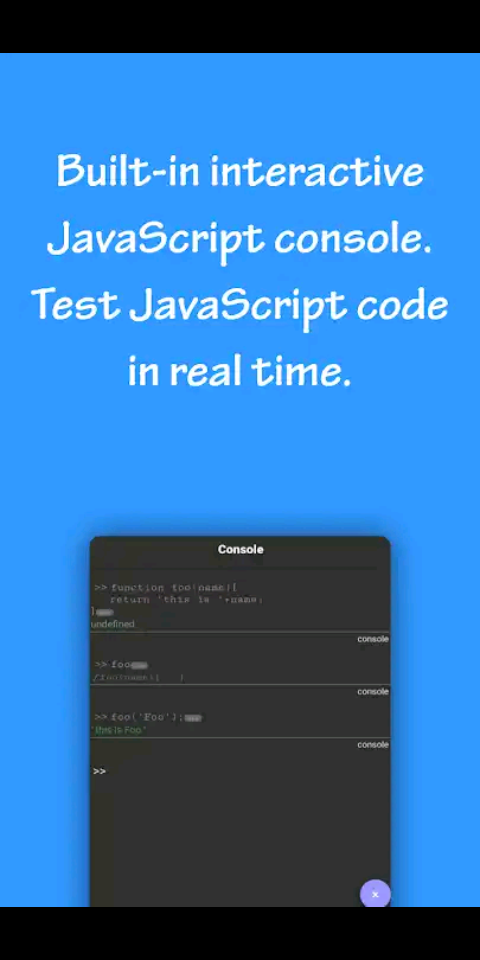 Built-in interactive
JavaScript console.
Test JavaScript code
in real time.
Console
>> function foo(name){
return 'this is '+name;
}
undefined
console
>> foo
console
>> foo('Foo');
"this is Foo"
console
>>
x